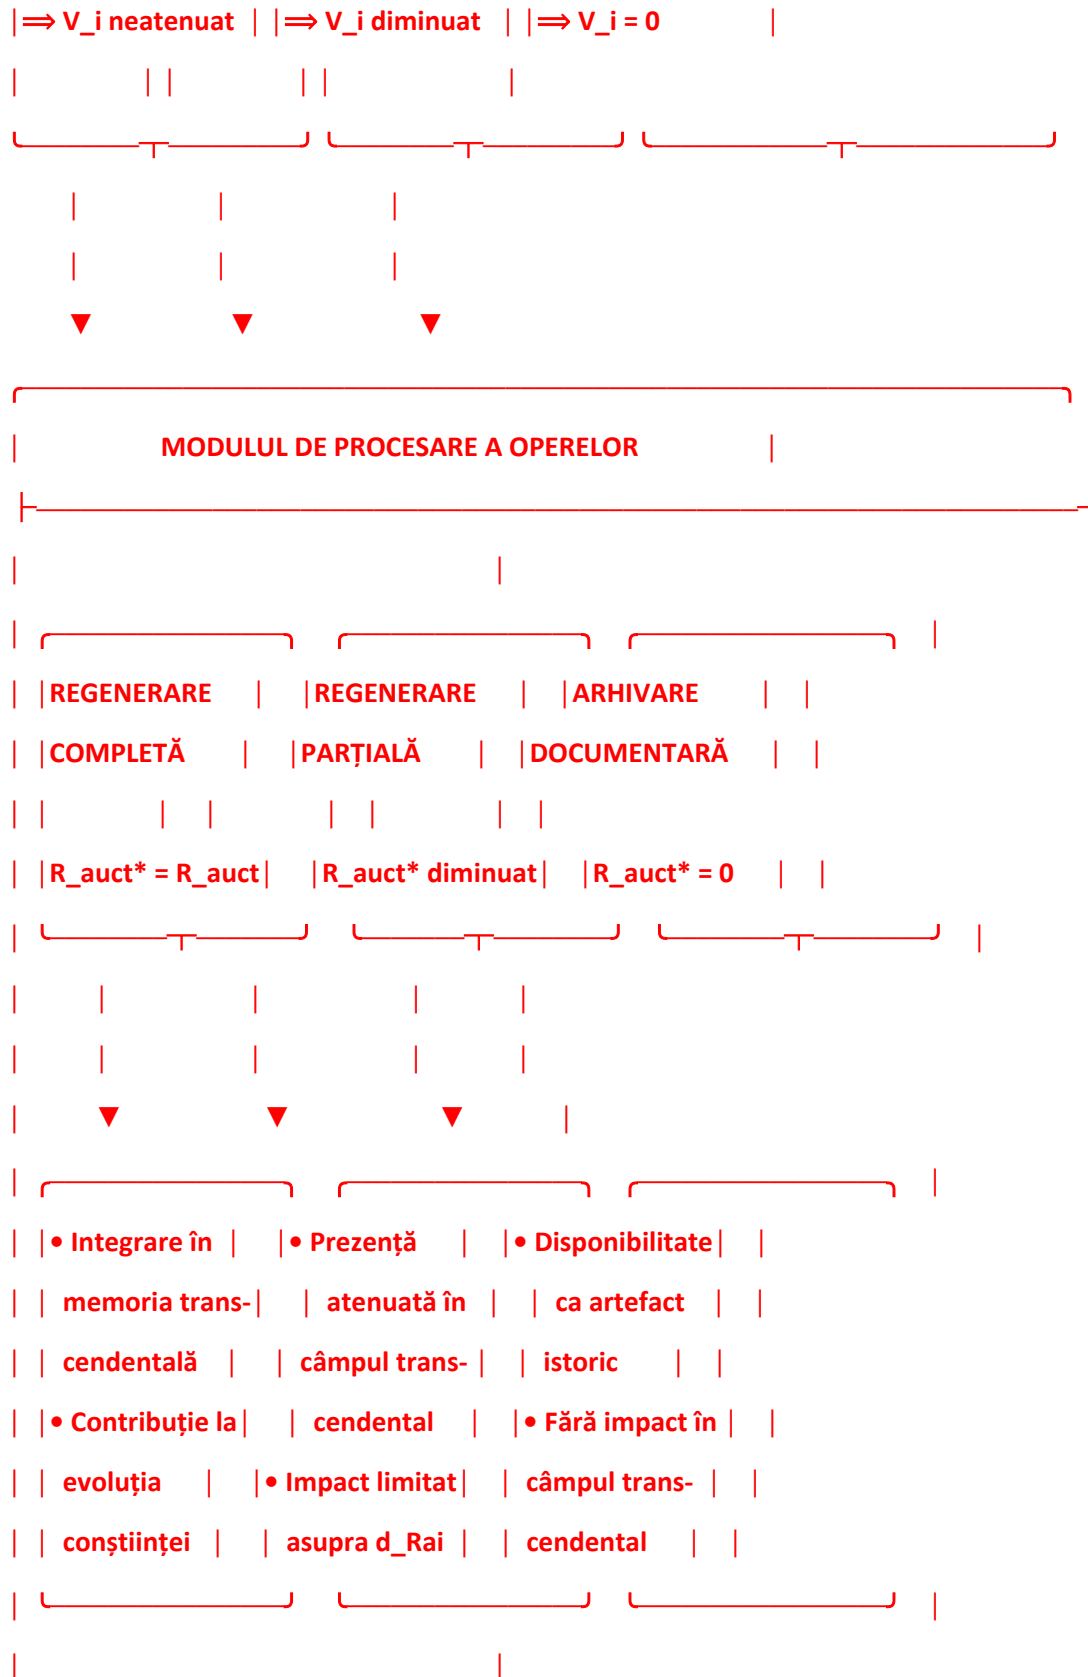 |⟹ V_i neatenuat | |⟹ V_i diminuat | |⟹ V_i = 0 |
MODULUL DE PROCESARE A OPERELOR
| |REGENERARE | |REGENERARE | |ARHIVARE | |
| |COMPLETĂ | |PARȚIALĂ | |DOCUMENTARĂ | |
| |R_auct* = R_auct| |R_auct* diminuat| |R_auct* = 0 | |
| |• Integrare în | |• Prezență | |• Disponibilitate| |
| | memoria trans-| | atenuată în | | ca artefact | |
| | cendentală | | câmpul trans- | | istoric | |
| |• Contribuție la| | cendental | |• Fără impact în | |
| | evoluția | |• Impact limitat| | câmpul trans- | |
| | conștiinței | | asupra d_Rai | | cendental | |